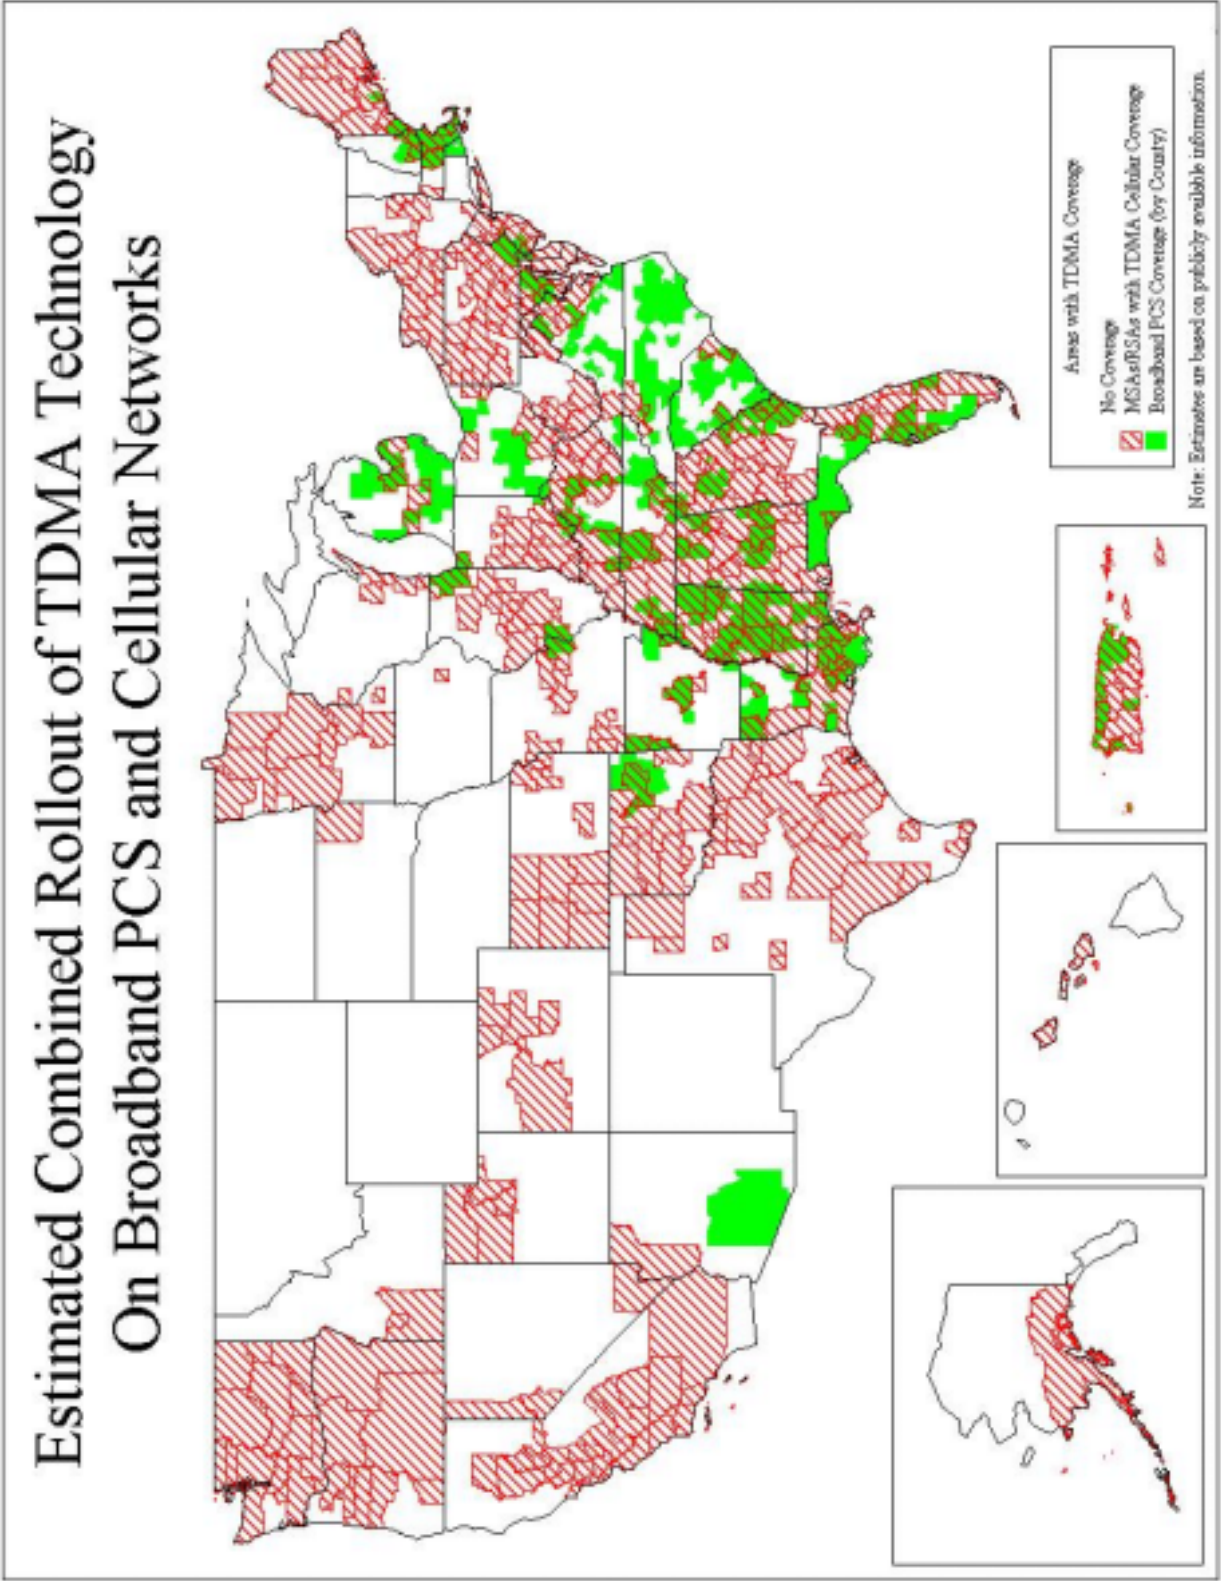 Estimated Combined Rollout of TDMA Technology
On Broadband PCS and Cellular Networks
Areas with TDMA Coverage
No Coverage
MSAs/RSAs with TDMA Cellular Coverage
Broadband PCS Coverage (by County)
Note: Estimates are based on publicly available information.